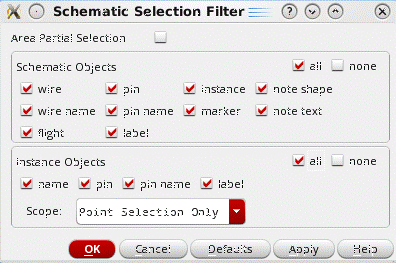 Schematic Selection Filter
Area Partial Selection
Schematic Objects all none
wire pin instance note shape
wire name pin name marker note text
flight label
Instance Objects all none
name pin pin name label
Scope: Point Selection Only
OK Cancel Defaults Apply Help